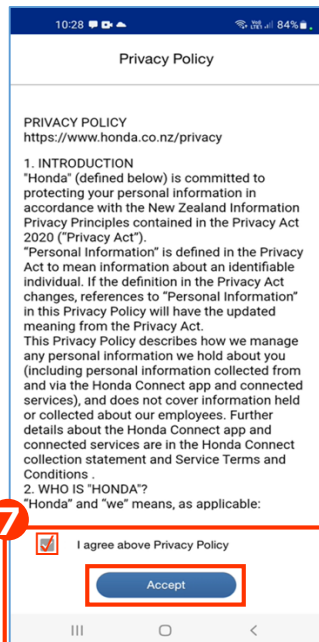 10:28
84%
Privacy Policy
PRIVACY POLICY
https://www.honda.co.nz/privacy
1. INTRODUCTION
"Honda" (defined below) is committed to
protecting your personal information in
accordance with the New Zealand Information
Privacy Principles contained in the Privacy Act
2020 (“Privacy Act”).
“Personal Information” is defined in the Privacy
Act to mean information about an identifiable
individual. If the definition in the Privacy Act
changes, references to “Personal Information”
in this Privacy Policy will have the updated
meaning from the Privacy Act.
This Privacy Policy describes how we manage
any personal information we hold about you
(including personal information collected from
and via the Honda Connect app and connected
services), and does not cover information held
or collected about our employees. Further
details about the Honda Connect app and
connected services are in the Honda Connect
collection statement and Service Terms and
Conditions .
2. WHO IS "HONDA"?
"Honda" and "we" means, as applicable:
7
I agree above Privacy Policy
Accept